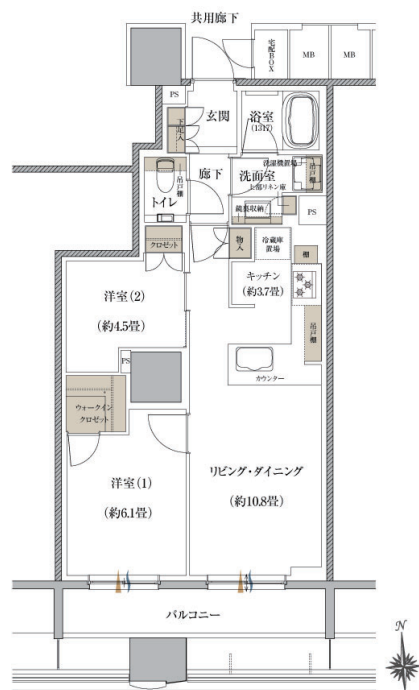 共用廊下
宅配BOX
MB
MB
PS
玄関
浴室
(1317)
下足入
洗濯機置場
吊戸棚
廊下
洗面室
上部リネン庫
吊戸棚
トイレ
鏡裏収納
PS
クロゼット
物入
冷蔵庫
置場
棚
キッチン
(約3.7畳)
洋室(2)
(約4.5畳)
吊戸棚
PS
カウンター
ウォークイン
クロゼット
リビング・ダイニング
(約10.8畳)
洋室(1)
(約6.1畳)
バルコニー
N